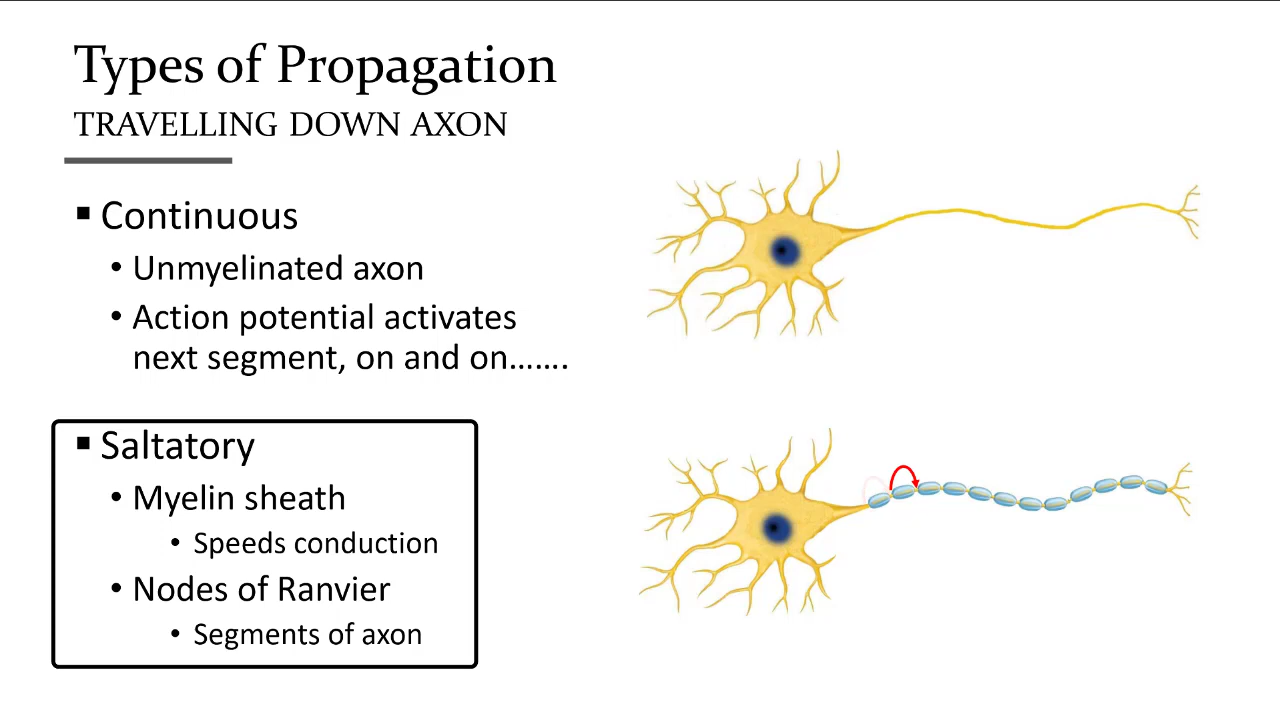 Types of Propagation
TRAVELLING DOWN AXON
▪ Continuous
• Unmyelinated axon
• Action potential activates
next segment, on and on…….
▪ Saltatory
• Myelin sheath
• Speeds conduction
• Nodes of Ranvier
• Segments of axon